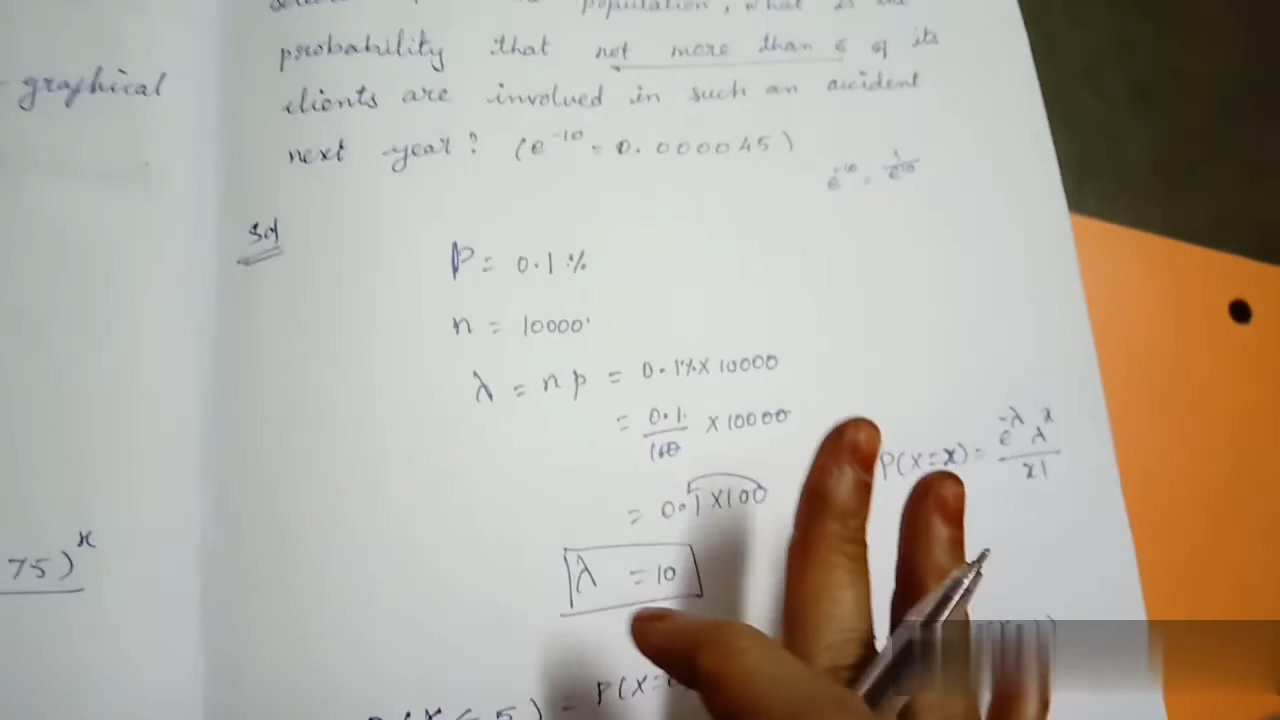 population, what is the
probability that not more than 5 of its
- graphical
clients are involved in such an accident
next year? (e^-10 = 0.000045)
e^-10 = 1/e^10
Sol
P = 0.1%
n = 10000
λ = np = 0.1% × 10000
= 0.1/100 × 10000
P(X=x) = e^-λ λ^x / x!
= 0.1 × 100
75)^x
λ = 10
P(X ≤ 5) = P(X=